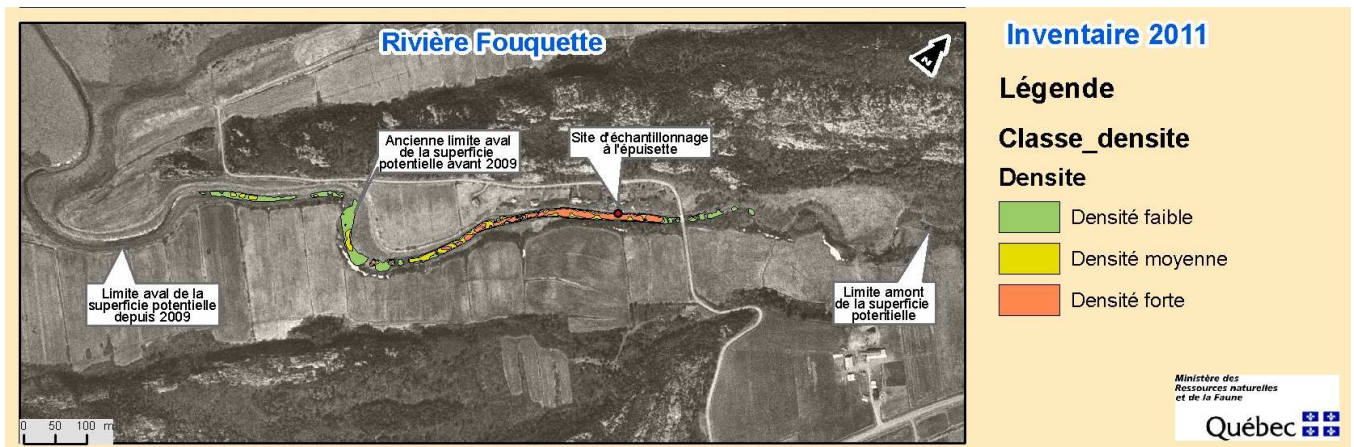 Rivière Fouquette
N
Ancienne limite aval
de la superficie
potentielle avant 2009
Site d'échantillonnage
à l'épuisette
Limite aval de la
superficie potentielle
depuis 2009
Limite amont
de la superficie
potentielle
0 50 100 m
Inventaire 2011
Légende
Classe_densite
Densite
Densité faible
Densité moyenne
Densité forte
Ministère des
Ressources naturelles
et de la Faune
Québec